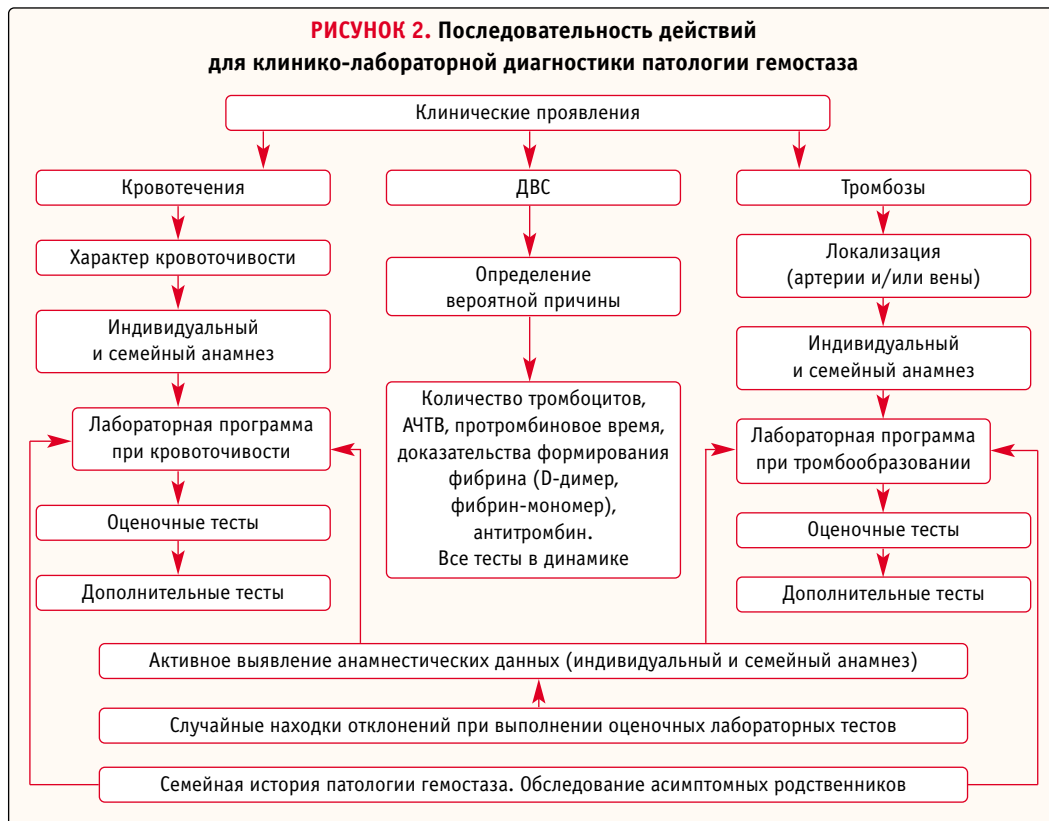 РИСУНОК 2. Последовательность действий
для клинико-лабораторной диагностики патологии гемостаза
Клинические проявления
Кровотечения
Характер кровоточивости
Индивидуальный
и семейный анамнез
Лабораторная программа
при кровоточивости
Оценочные тесты
Дополнительные тесты
ДВС
Определение
вероятной причины
Количество тромбоцитов,
АЧТВ, протромбиновое время,
доказательства формирования
фибрина (D-димер,
фибрин-мономер),
антитромбин.
Все тесты в динамике
Тромбозы
Локализация
(артерии и/или вены)
Индивидуальный
и семейный анамнез
Лабораторная программа
при тромбообразовании
Оценочные тесты
Дополнительные тесты
Активное выявление анамнестических данных (индивидуальный и семейный анамнез)
Случайные находки отклонений при выполнении оценочных лабораторных тестов
Семейная история патологии гемостаза. Обследование асимптомных родственников